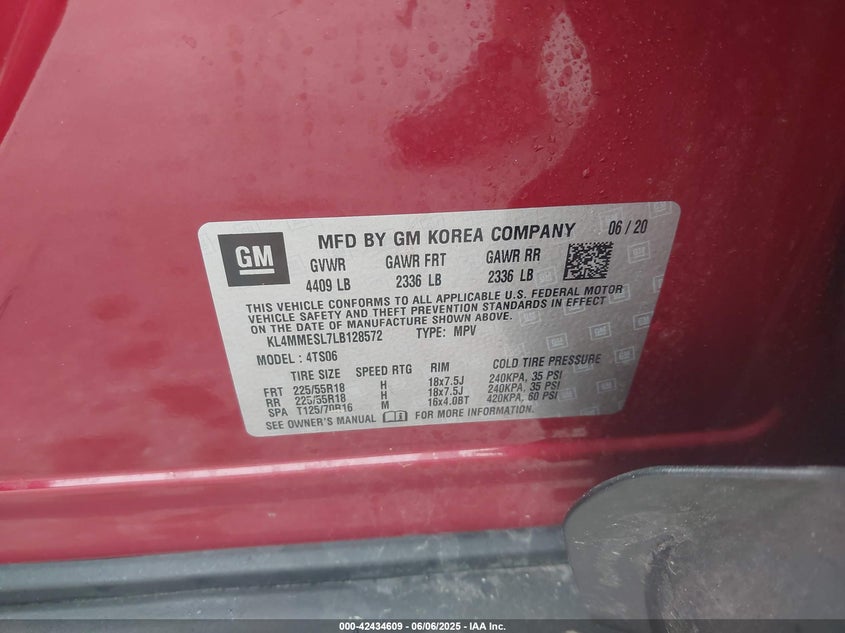 GM
MFD BY GM KOREA COMPANY 06 / 20
GVWR GAWR FRT GAWR RR
4409 LB 2336 LB 2336 LB
THIS VEHICLE CONFORMS TO ALL APPLICABLE U.S. FEDERAL MOTOR
VEHICLE SAFETY AND THEFT PREVENTION STANDARDS IN EFFECT
ON THE DATE OF MANUFACTURE SHOWN ABOVE.
KL4MMESL7LB128572 TYPE: MPV
MODEL : 4TS06
TIRE SIZE SPEED RTG RIM COLD TIRE PRESSURE
FRT 225/55R18 H 18x7.5J 240KPA, 35 PSI
RR 225/55R18 H 18x7.5J 240KPA, 35 PSI
SPA T125/70R16 M 16x4.0BT 420KPA, 60 PSI
SEE OWNER'S MANUAL FOR MORE INFORMATION.
000-42434609 - 06/06/2025 - IAA Inc.